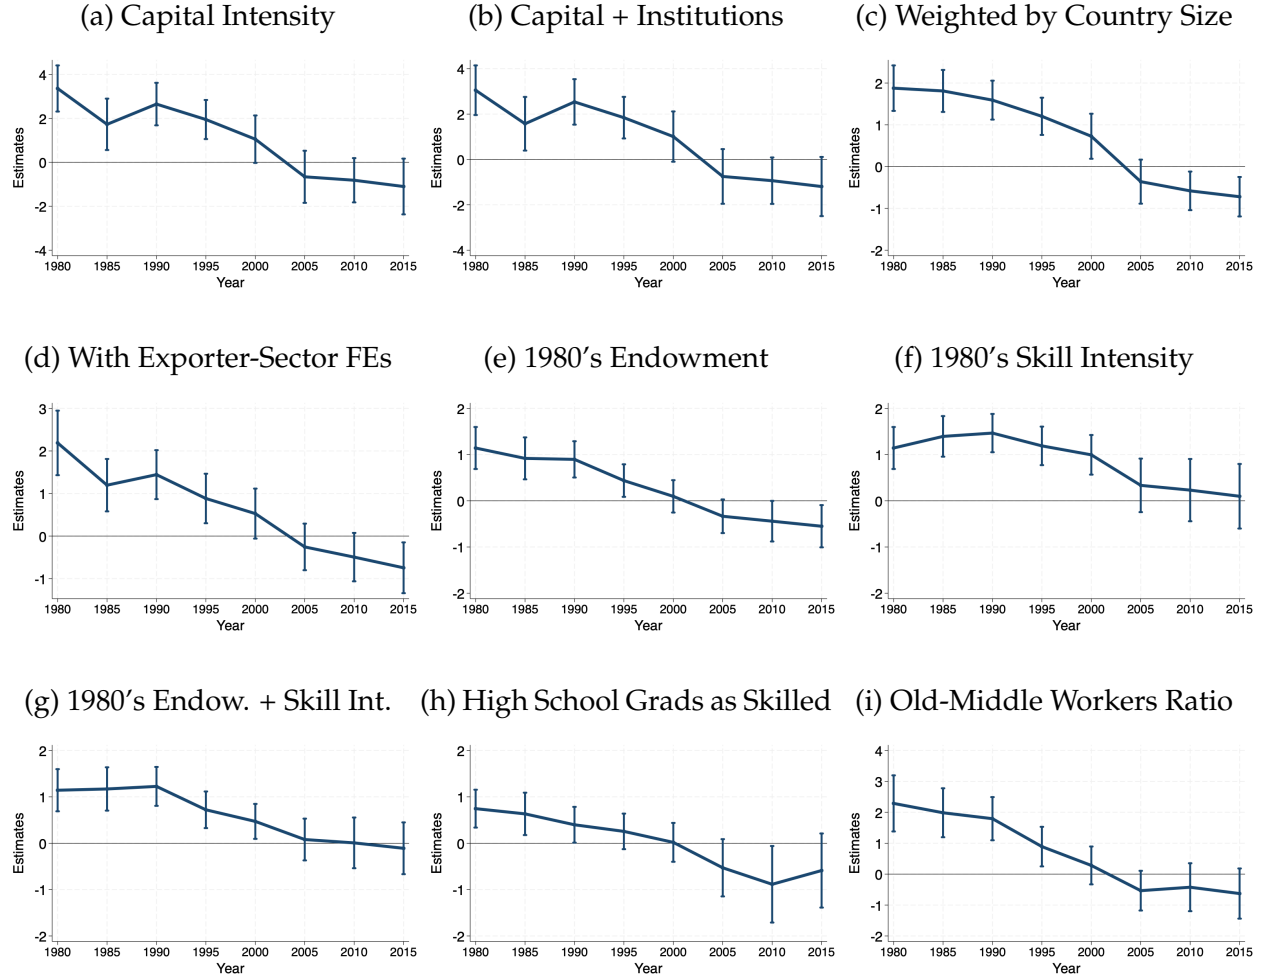 (a) Capital Intensity
4
2
0
-2
-4
Estimates
1980 1985 1990 1995 2000 2005 2010 2015
Year
(b) Capital + Institutions
4
2
0
-2
-4
Estimates
1980 1985 1990 1995 2000 2005 2010 2015
Year
(c) Weighted by Country Size
2
1
0
-1
-2
Estimates
1980 1985 1990 1995 2000 2005 2010 2015
Year
(d) With Exporter-Sector FEs
3
2
1
0
-1
Estimates
1980 1985 1990 1995 2000 2005 2010 2015
Year
(e) 1980’s Endowment
2
1
0
-1
-2
Estimates
1980 1985 1990 1995 2000 2005 2010 2015
Year
(f) 1980’s Skill Intensity
2
1
0
-1
-2
Estimates
1980 1985 1990 1995 2000 2005 2010 2015
Year
(g) 1980’s Endow. + Skill Int.
2
1
0
-1
-2
Estimates
1980 1985 1990 1995 2000 2005 2010 2015
Year
(h) High School Grads as Skilled
2
1
0
-1
-2
Estimates
1980 1985 1990 1995 2000 2005 2010 2015
Year
(i) Old-Middle Workers Ratio
4
3
2
1
0
-1
-2
Estimates
1980 1985 1990 1995 2000 2005 2010 2015
Year